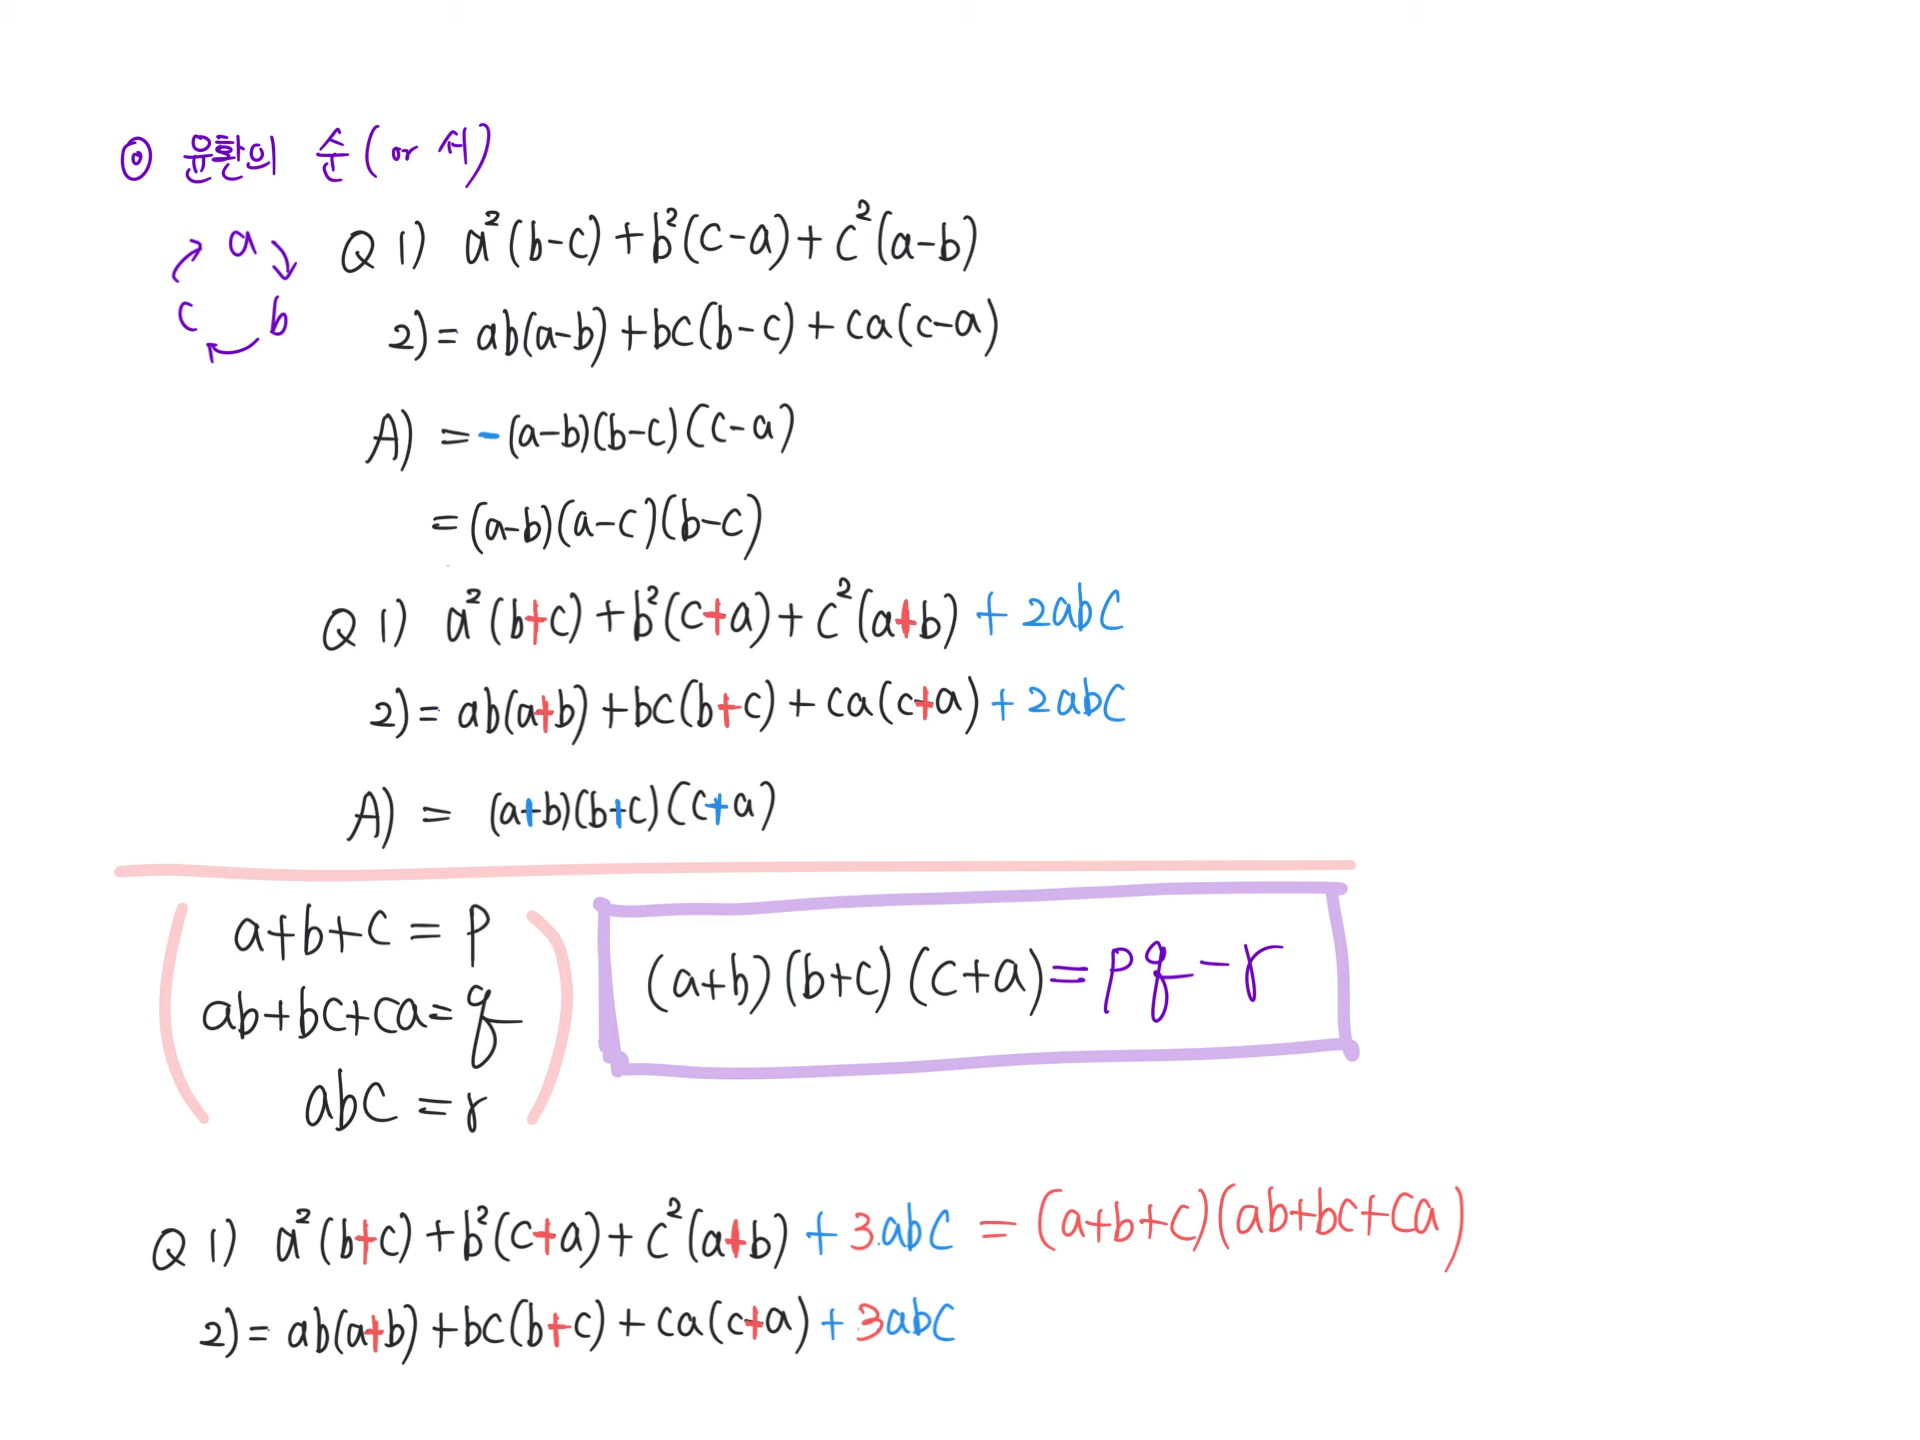 ◎ 윤환의 순 (or 서)
a
c b
Q 1) a²(b-c)+b²(c-a)+c²(a-b)
2)= ab(a-b)+bc(b-c)+ca(c-a)
A) =-(a-b)(b-c)(c-a)
=(a-b)(a-c)(b-c)
Q 1) a²(b+c)+b²(c+a)+c²(a+b)+2abc
2)= ab(a+b)+bc(b+c)+ca(c+a)+2abc
A) = (a+b)(b+c)(c+a)
a+b+c = p
ab+bc+ca= q
abc = r
(a+b)(b+c)(c+a)=pq-r
Q 1) a²(b+c)+b²(c+a)+c²(a+b)+3abc = (a+b+c)(ab+bc+ca)
2)= ab(a+b)+bc(b+c)+ca(c+a)+3abc